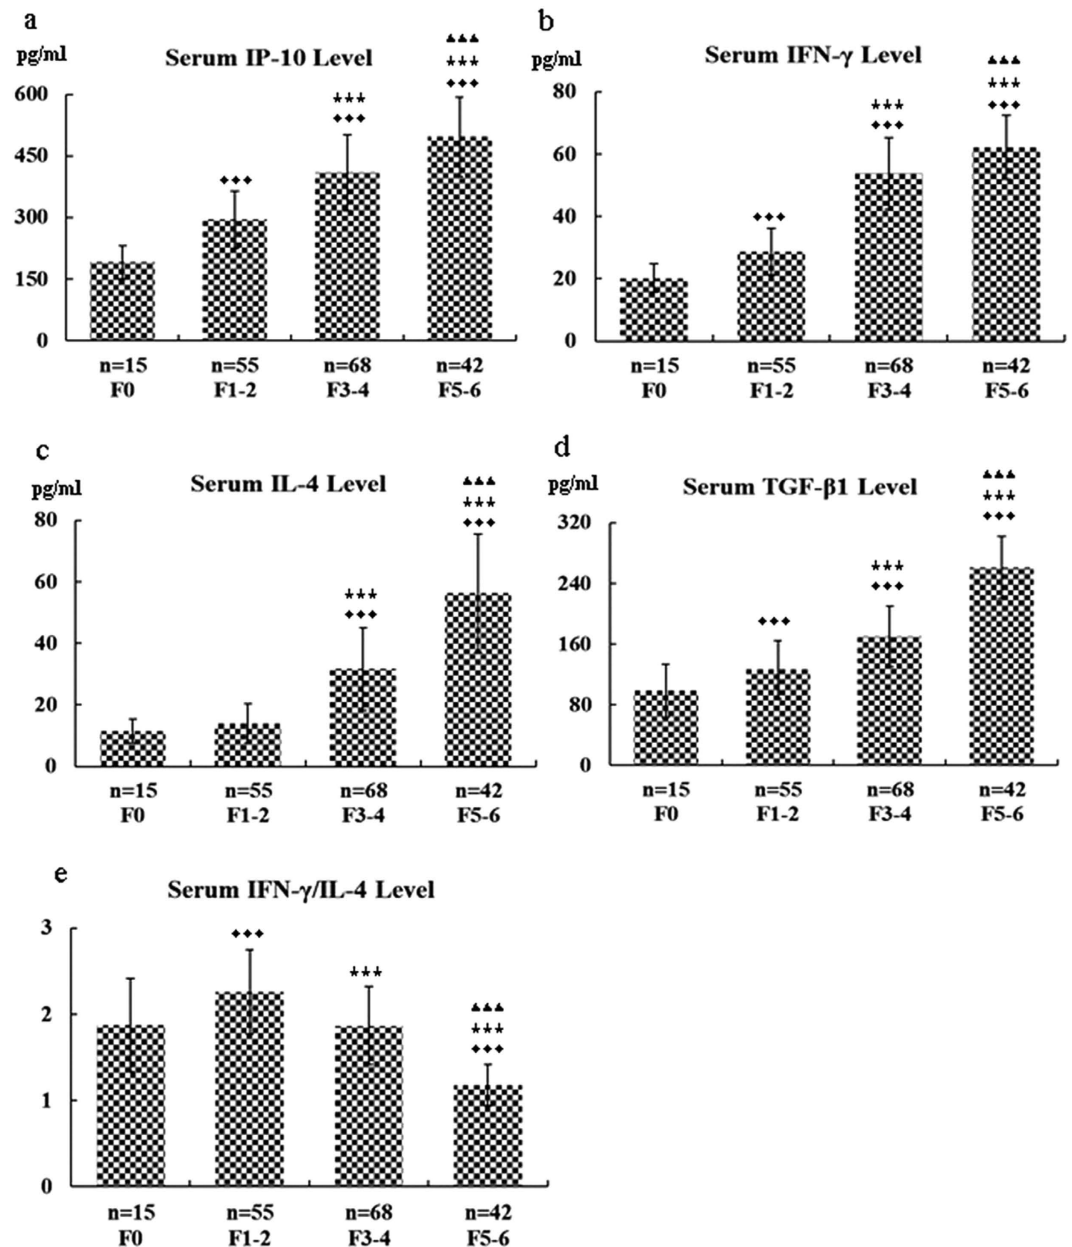 a
pg/ml
Serum IP-10 Level
▲▲▲
★★★
★★★
◆◆◆
◆◆◆
◆◆◆
600
450
300
150
0
n=15 n=55 n=68 n=42
F0 F1-2 F3-4 F5-6
b
pg/ml
Serum IFN-γ Level
▲▲▲
★★★
★★★
◆◆◆
◆◆◆
◆◆◆
80
60
40
20
0
n=15 n=55 n=68 n=42
F0 F1-2 F3-4 F5-6
c
pg/ml
Serum IL-4 Level
▲▲▲
★★★
◆◆◆
★★★
◆◆◆
80
60
40
20
0
n=15 n=55 n=68 n=42
F0 F1-2 F3-4 F5-6
d
pg/ml
Serum TGF-β1 Level
▲▲▲
★★★
◆◆◆
★★★
◆◆◆
◆◆◆
320
240
160
80
0
n=15 n=55 n=68 n=42
F0 F1-2 F3-4 F5-6
e
Serum IFN-γ/IL-4 Level
◆◆◆
★★★
▲▲▲
★★★
◆◆◆
3
2
1
0
n=15 n=55 n=68 n=42
F0 F1-2 F3-4 F5-6